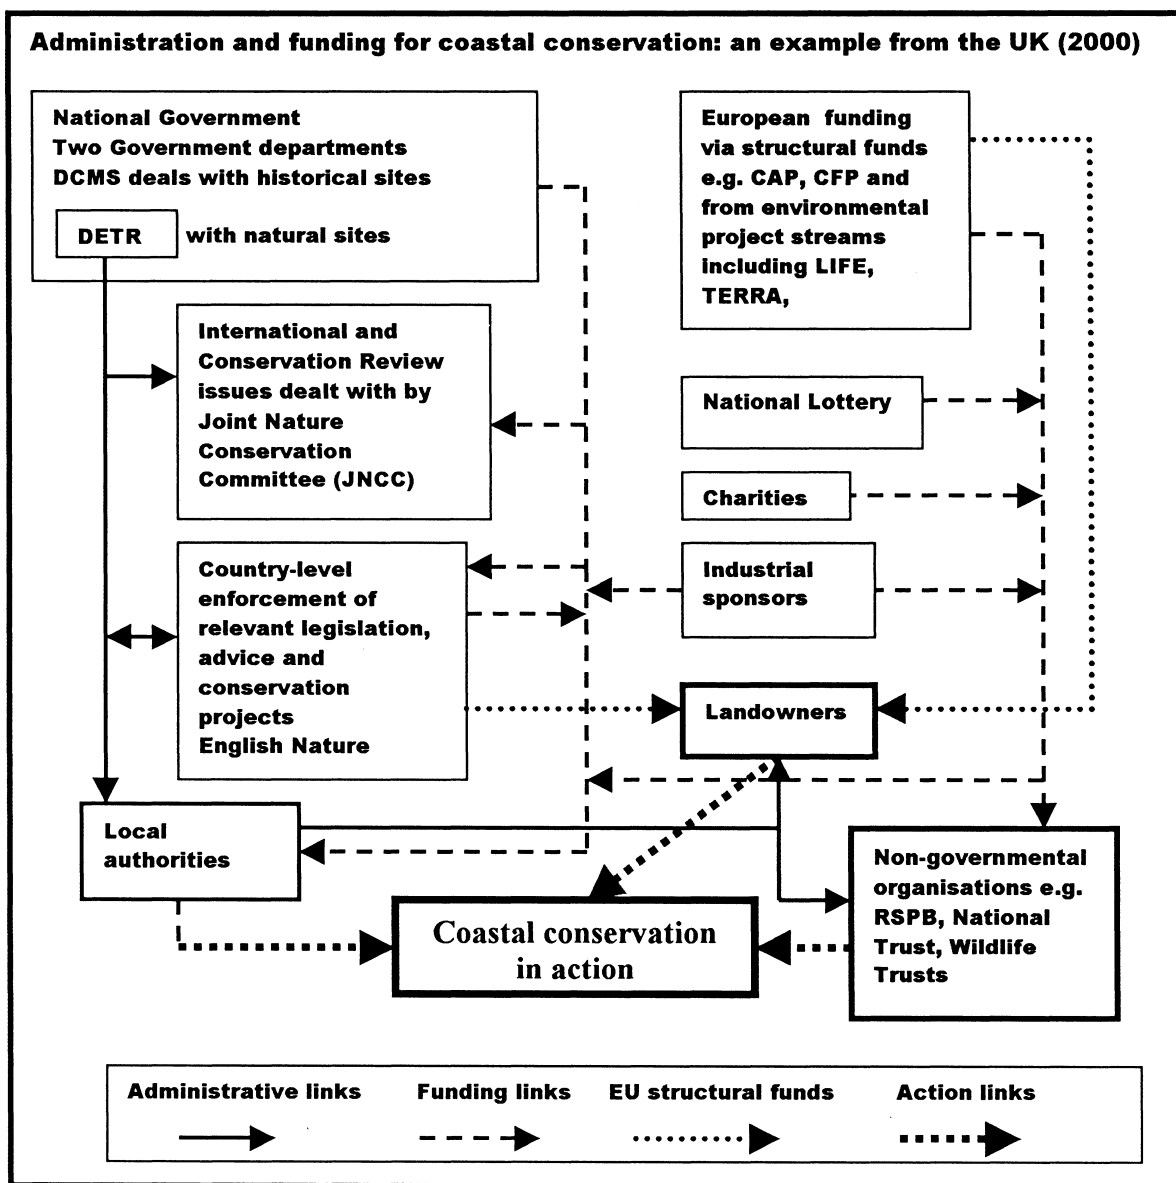 Administration and funding for coastal conservation: an example from the UK (2000)
National Government
Two Government departments
DCMS deals with historical sites
DETR with natural sites
European funding
via structural funds
e.g. CAP, CFP and
from environmental
project streams
including LIFE,
TERRA,
International and
Conservation Review
issues dealt with by
Joint Nature
Conservation
Committee (JNCC)
National Lottery
Charities
Country-level
enforcement of
relevant legislation,
advice and
conservation
projects
English Nature
Industrial
sponsors
Landowners
Local
authorities
Non-governmental
organisations e.g.
RSPB, National
Trust, Wildlife
Trusts
Coastal conservation
in action
Administrative links
Funding links
EU structural funds
Action links